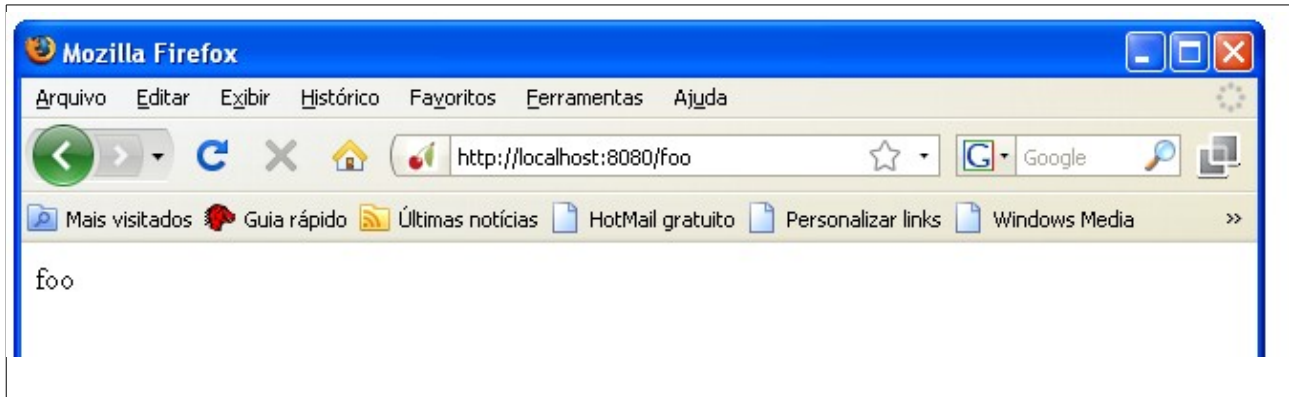 Mozilla Firefox
Arquivo Editar Exibir Histórico Favoritos Ferramentas Ajuda
http://localhost:8080/foo G Google
Mais visitados Guia rápido Últimas notícias HotMail gratuito Personalizar links Windows Media »
foo